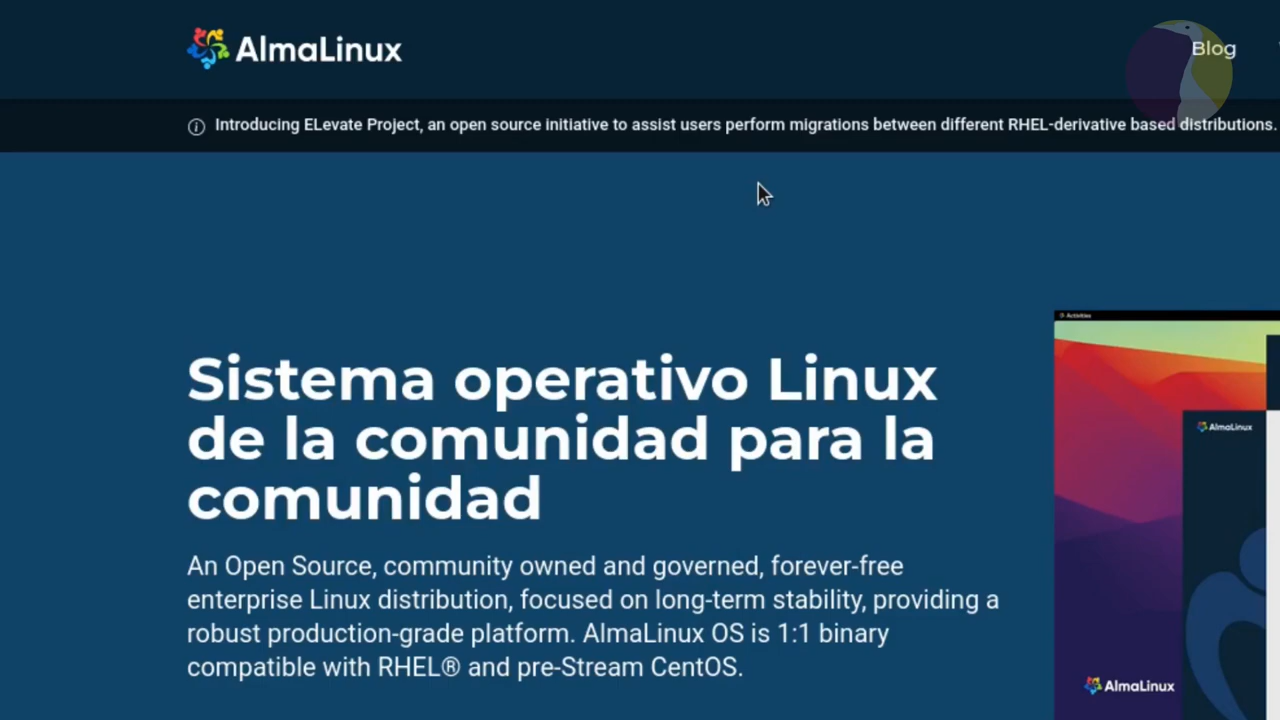 AlmaLinux
Blog
Introducing ELevate Project, an open source initiative to assist users perform migrations between different RHEL-derivative based distributions.
Sistema operativo Linux
de la comunidad para la
comunidad
An Open Source, community owned and governed, forever-free
enterprise Linux distribution, focused on long-term stability, providing a
robust production-grade platform. AlmaLinux OS is 1:1 binary
compatible with RHEL® and pre-Stream CentOS.
Activities
AlmaLinux
AlmaLinux